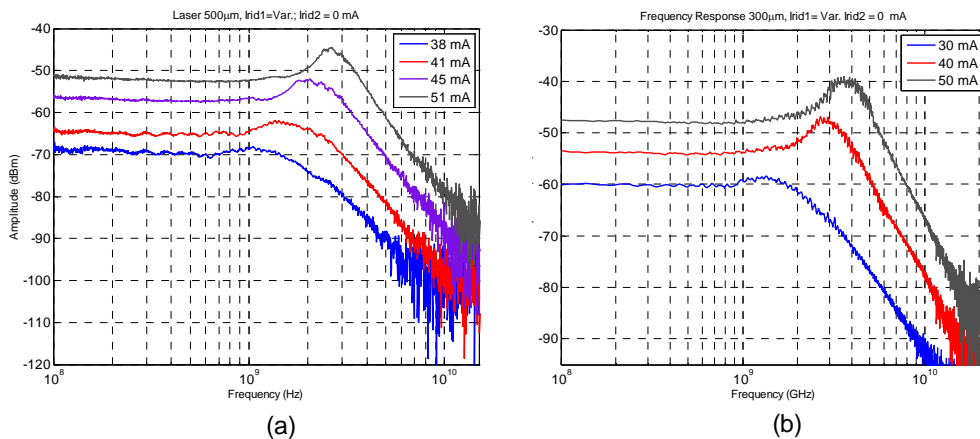 Laser 500µm, Irid1=Var.; Irid2 = 0 mA
-40
-50
-60
-70
-80
-90
-100
-110
-120
Amplitude (dBm)
38 mA
41 mA
45 mA
51 mA
10^8
10^9
10^10
Frequency (Hz)
(a)
Frequency Response 300µm, Irid1= Var. Irid2 = 0 mA
-30
-40
-50
-60
-70
-80
-90
30 mA
40 mA
50 mA
10^8
10^9
10^10
Frequency (GHz)
(b)